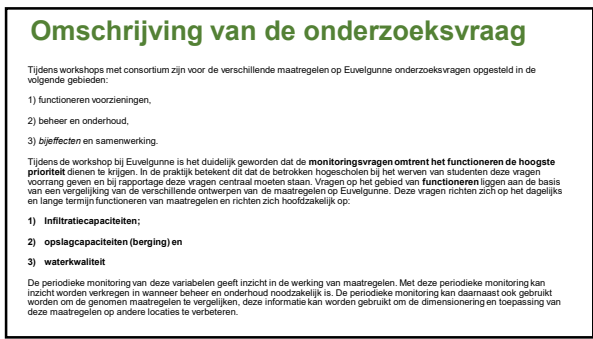 Omschrijving van de onderzoeksvraag
Tijdens workshops met consortium zijn voor de verschillende maatregelen op Euvelgunne onderzoeksvragen opgesteld in de
volgende gebieden:
1) functioneren voorzieningen,
2) beheer en onderhoud,
3) bijeffecten en samenwerking.
Tijdens de workshop bij Euvelgunne is het duidelijk geworden dat de monitoringsvragen omtrent het functioneren de hoogste
prioriteit dienen te krijgen. In de praktijk betekent dit dat de betrokken hogescholen bij het werven van studenten deze vragen
voorrang geven en bij rapportage deze vragen centraal moeten staan. Vragen op het gebied van functioneren liggen aan de basis
van een vergelijking van de verschillende ontwerpen van de maatregelen op Euvelgunne. Deze vragen richten zich op het dagelijks
en lange termijn functioneren van maatregelen en richten zich hoofdzakelijk op:
1) Infiltratiecapaciteiten;
2) opslagcapaciteiten (berging) en
3) waterkwaliteit
De periodieke monitoring van deze variabelen geeft inzicht in de werking van maatregelen. Met deze periodieke monitoring kan
inzicht worden verkregen in wanneer beheer en onderhoud noodzakelijk is. De periodieke monitoring kan daarnaast ook gebruikt
worden om de genomen maatregelen te vergelijken, deze informatie kan worden gebruikt om de dimensionering en toepassing van
deze maatregelen op andere locaties te verbeteren.